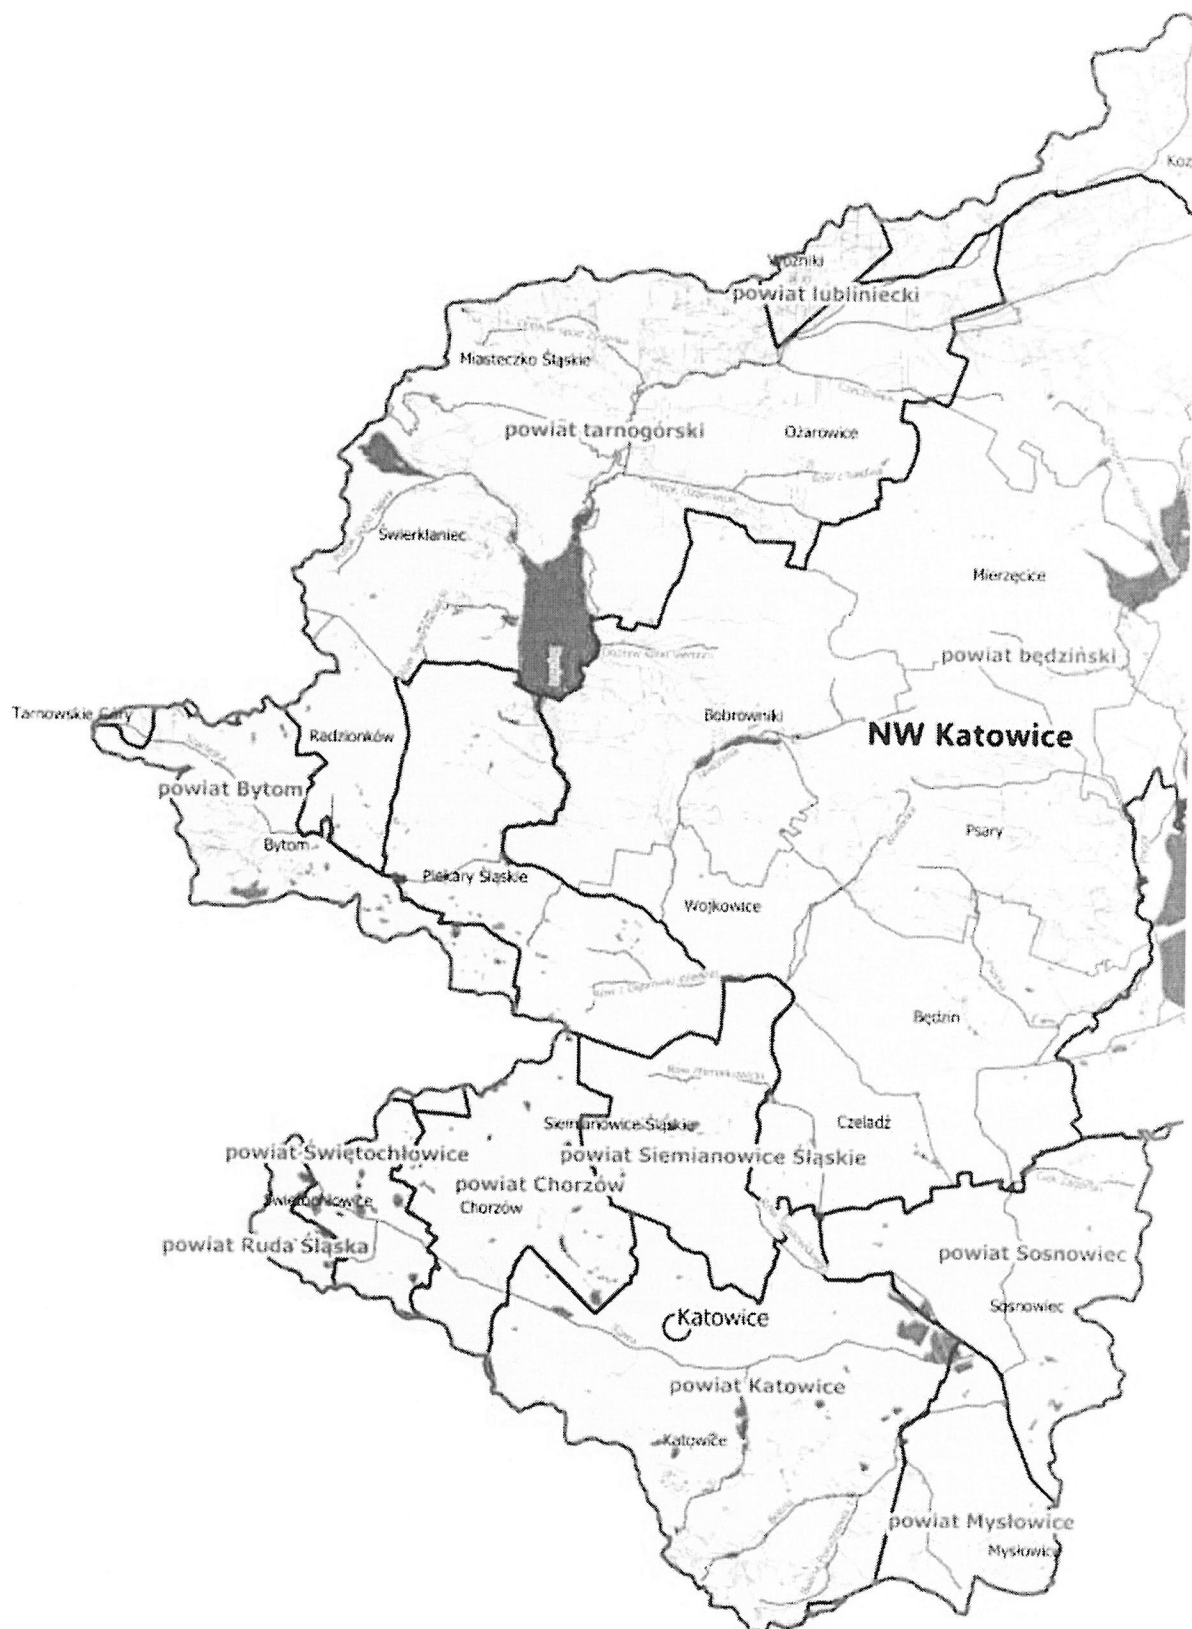 Koz
Woźniki
powiat lubliniecki
Miasteczko Śląskie
powiat tarnogórski
Ożarowice
Świerklaniec
Mierzęcice
powiat będziński
Tarnowskie Góry
Radzionków
Bobrowniki
NW Katowice
powiat Bytom
Psary
Bytom
Piekary Śląskie
Wojkowice
Będzin
Siemianowice Śląskie
Czeladź
powiat Świętochłowice
powiat Siemianowice Śląskie
powiat Chorzów
Świętochłowice
Chorzów
powiat Ruda Śląska
powiat Sosnowiec
Sosnowiec
Katowice
powiat Katowice
Katowice
powiat Mysłowice
Mysłowice